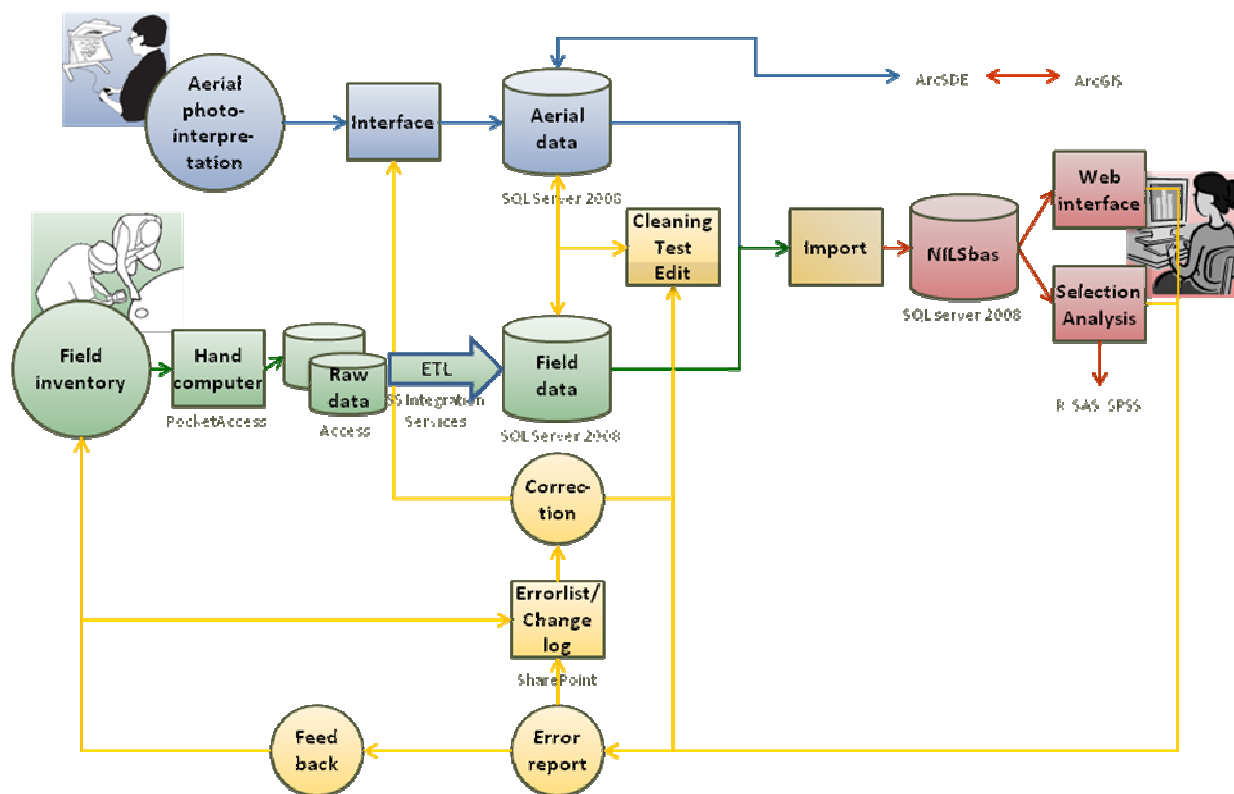 Aerial
photo-
interpre-
tation
Interface
Aerial
data
SQL Server 2008
ArcSDE
ArcGIS
Web
interface
Cleaning
Test
Edit
Import
NILSbas
SQL server 2008
Selection
Analysis
R SAS SPSS
Field
inventory
Hand
computer
PocketAccess
Raw
data
Access
ETL
SS Integration
Services
Field
data
SQL Server 2008
Correc-
tion
Errorlist/
Change
log
SharePoint
Feed
back
Error
report